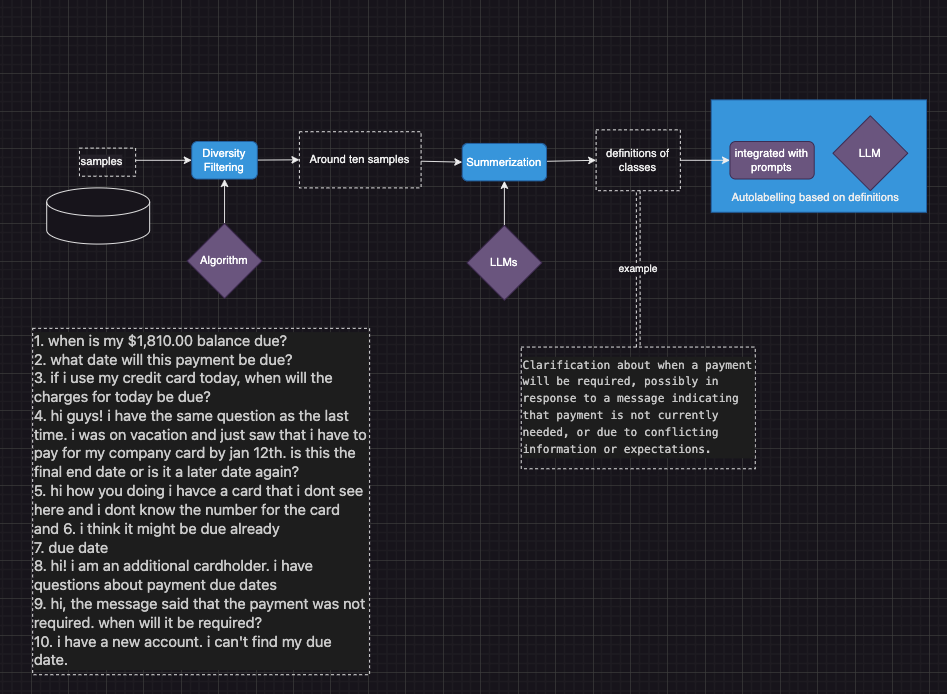 samples
Diversity
Filtering
Around ten samples
Summerization
definitions of
classes
integrated with
prompts
LLM
Autolabelling based on definitions
Algorithm
LLMs
example
1. when is my $1,810.00 balance due?
2. what date will this payment be due?
3. if i use my credit card today, when will the
charges for today be due?
4. hi guys! i have the same question as the last
time. i was on vacation and just saw that i have to
pay for my company card by jan 12th. is this the
final end date or is it a later date again?
5. hi how you doing i havce a card that i dont see
here and i dont know the number for the card
and 6. i think it might be due already
7. due date
8. hi! i am an additional cardholder. i have
questions about payment due dates
9. hi, the message said that the payment was not
required. when will it be required?
10. i have a new account. i can't find my due
date.
Clarification about when a payment
will be required, possibly in
response to a message indicating
that payment is not currently
needed, or due to conflicting
information or expectations.